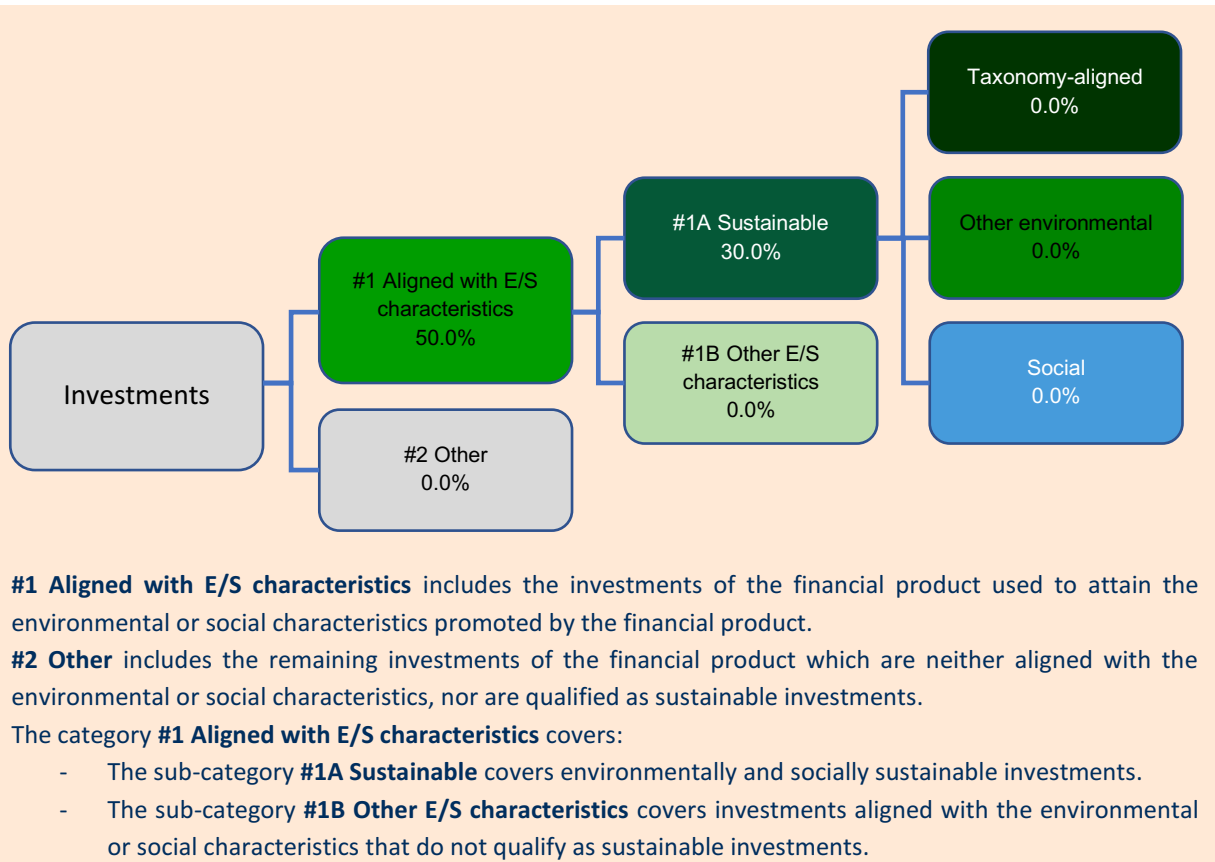 Taxonomy-aligned
0.0%
#1A Sustainable
30.0%
Other environmental
0.0%
#1 Aligned with E/S
characteristics
50.0%
Investments
#1B Other E/S
characteristics
0.0%
Social
0.0%
#2 Other
0.0%
#1 Aligned with E/S characteristics includes the investments of the financial product used to attain the
environmental or social characteristics promoted by the financial product.
#2 Other includes the remaining investments of the financial product which are neither aligned with the
environmental or social characteristics, nor are qualified as sustainable investments.
The category #1 Aligned with E/S characteristics covers:
- The sub-category #1A Sustainable covers environmentally and socially sustainable investments.
- The sub-category #1B Other E/S characteristics covers investments aligned with the environmental
or social characteristics that do not qualify as sustainable investments.